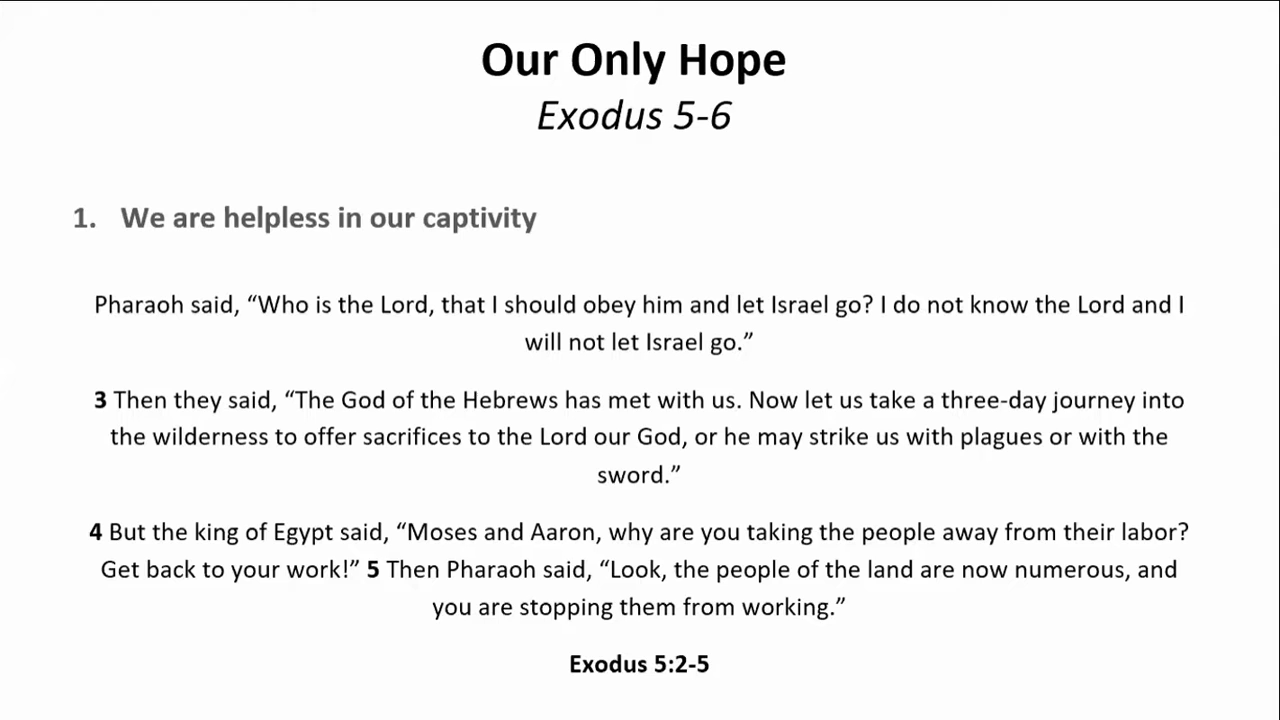 Our Only Hope
Exodus 5-6
1. We are helpless in our captivity
Pharaoh said, “Who is the Lord, that I should obey him and let Israel go? I do not know the Lord and I
will not let Israel go.”
3 Then they said, “The God of the Hebrews has met with us. Now let us take a three-day journey into
the wilderness to offer sacrifices to the Lord our God, or he may strike us with plagues or with the
sword.”
4 But the king of Egypt said, “Moses and Aaron, why are you taking the people away from their labor?
Get back to your work!” 5 Then Pharaoh said, “Look, the people of the land are now numerous, and
you are stopping them from working.”
Exodus 5:2-5